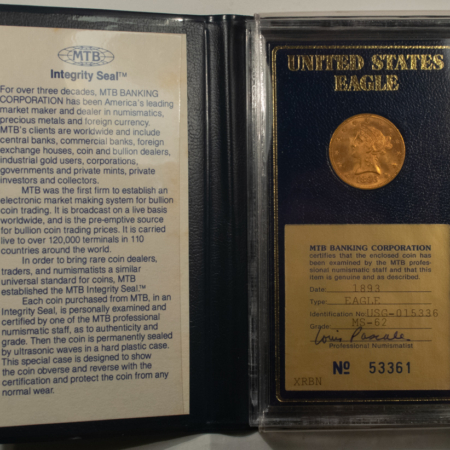 MTB
Integrity Seal™
For over three decades, MTB BANKING
CORPORATION has been America's leading
market maker and dealer in numismatics,
precious metals and foreign currency.
MTB's clients are worldwide and include
central banks, commercial banks, foreign
exchange houses, coin and bullion dealers,
industrial gold users, corporations,
governments and private mints, private
investors and collectors.
MTB was the first firm to establish an
electronic market making system for bullion
coin trading. It is broadcast on a live basis
worldwide, and is the pre-emptive source
for bullion coin trading prices. It is carried
live to over 120,000 terminals in 110
countries around the world.
In order to bring rare coin dealers,
traders, and numismatists a similar
universal standard for coins, MTB
established the MTB Integrity Seal™.
Each coin purchased from MTB, in an
Integrity Seal, is personally examined and
certified by one of the MTB professional
numismatic staff, as to authenticity and
grade. Then the coin is permanently sealed
by ultrasonic waves in a hard plastic case.
This special case is designed to show
the coin obverse and reverse with the
certification and protect the coin from any
normal wear.
UNITED STATES
EAGLE
MTB BANKING CORPORATION
certifies that the enclosed coin has
been examined by the MTB profes-
sional numismatic staff and that this
item is genuine and as described.
Date: 1893
Type: EAGLE
Identification No USG-015336
Grade: MS-62
Louis Pascale
Professional Numismatist
No 53361
XRBN